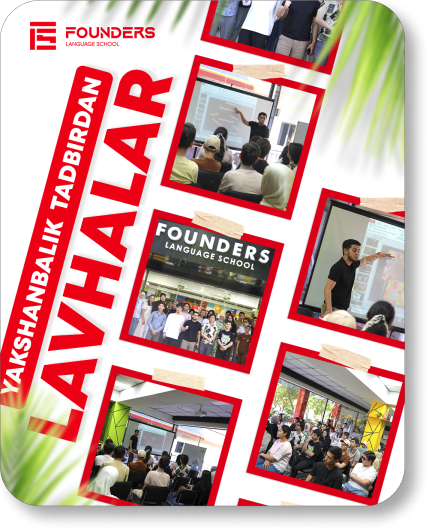 FOUNDERS
LANGUAGE SCHOOL
YAKSHANBALIK TADBIRDAN
LAVHALAR
FOUNDERS
LANGUAGE SCHOOL